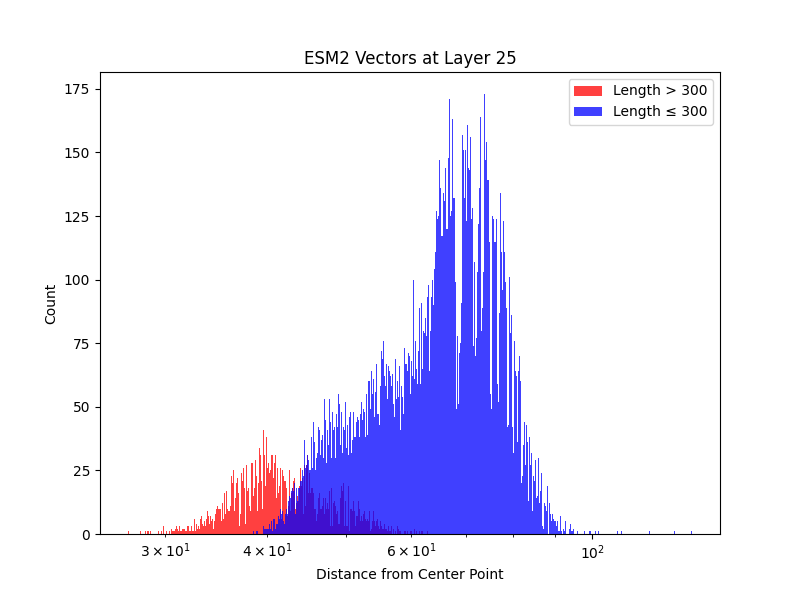 ESM2 Vectors at Layer 25
Length > 300
Length ≤ 300
Count
175
150
125
100
75
50
25
0
3 × 10¹
4 × 10¹
6 × 10¹
10²
Distance from Center Point